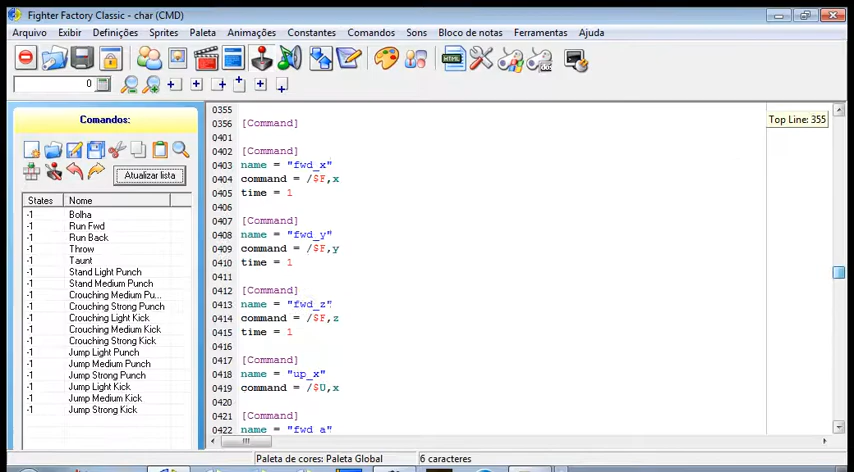 Fighter Factory Classic - char (CMD)
Arquivo Exibir Definições Sprites Paleta Animações Constantes Comandos Sons Bloco de notas Ferramentas Ajuda
HTML
0
Comandos:
Atualizar lista
States Nome
-1 Bolha
-1 Run Fwd
-1 Run Back
-1 Throw
-1 Taunt
-1 Stand Light Punch
-1 Stand Medium Punch
-1 Crouching Medium Pu...
-1 Crouching Strong Punch
-1 Crouching Light Kick
-1 Crouching Medium Kick
-1 Crouching Strong Kick
-1 Jump Light Punch
-1 Jump Medium Punch
-1 Jump Strong Punch
-1 Jump Light Kick
-1 Jump Medium Kick
-1 Jump Strong Kick
Top Line: 355
0355
0356 [Command]
0401
0402 [Command]
0403 name = "fwd_x"
0404 command = /$F,x
0405 time = 1
0406
0407 [Command]
0408 name = "fwd_y"
0409 command = /$F,y
0410 time = 1
0411
0412 [Command]
0413 name = "fwd_z"
0414 command = /$F,z
0415 time = 1
0416
0417 [Command]
0418 name = "up_x"
0419 command = /$U,x
0420
0421 [Command]
0422 name = "fwd_a"
Paleta de cores: Paleta Global
6 caracteres